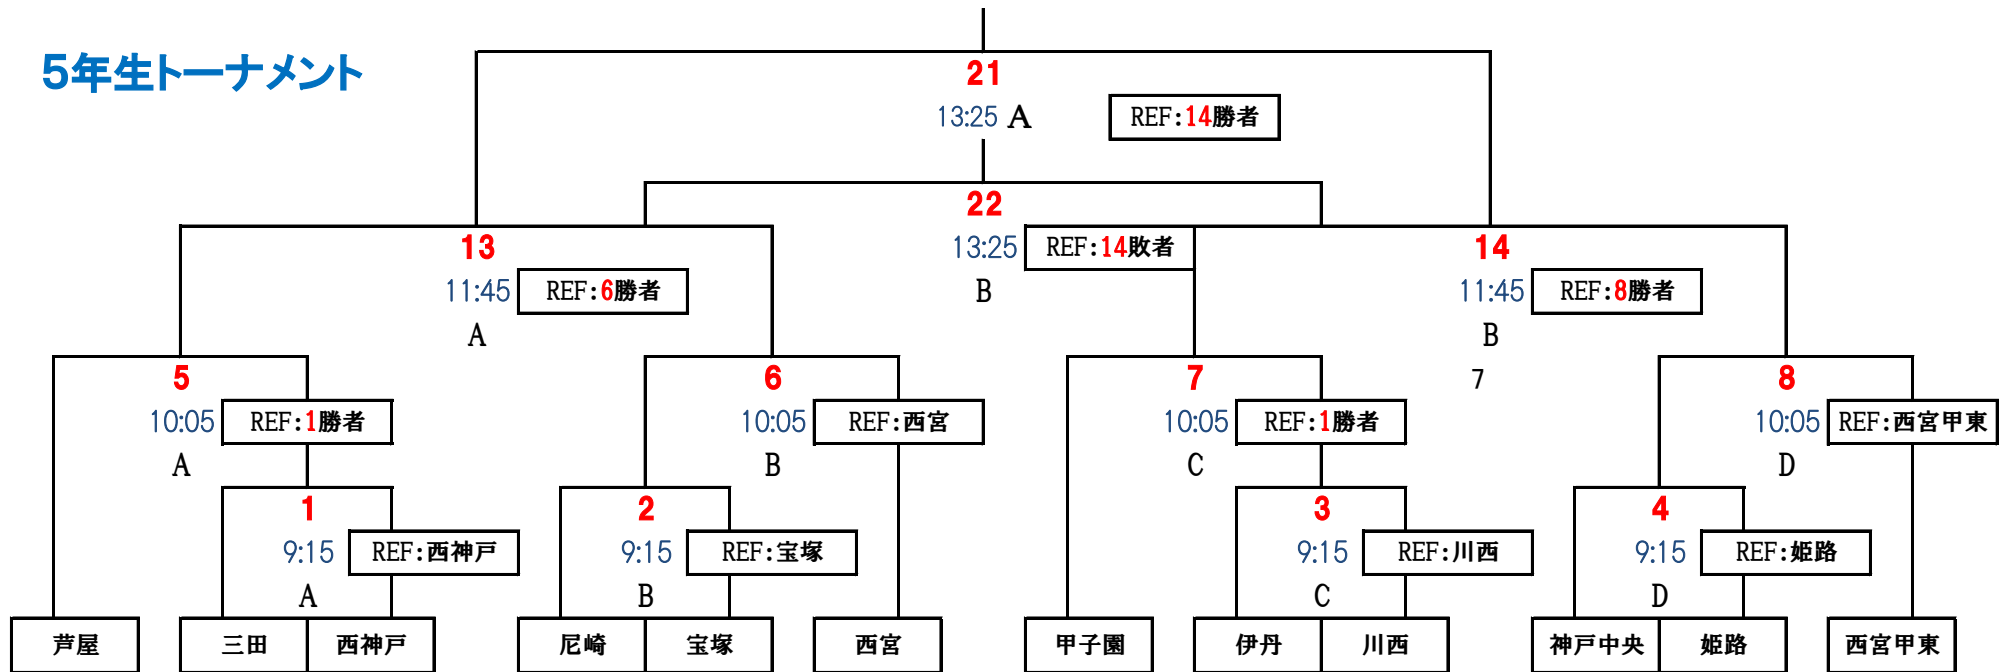 5年生トーナメント
21
13:25 A REF:14勝者
22
13:25 REF:14敗者
B
13
11:45 REF:6勝者
A
14
11:45 REF:8勝者
B
7
5
10:05 REF:1勝者
A
6
10:05 REF:西宮
B
7
10:05 REF:1勝者
C
8
10:05 REF:西宮甲東
D
1
9:15 REF:西神戸
A
2
9:15 REF:宝塚
B
3
9:15 REF:川西
C
4
9:15 REF:姫路
D
芦屋 三田 西神戸 尼崎 宝塚 西宮 甲子園 伊丹 川西 神戸中央 姫路 西宮甲東